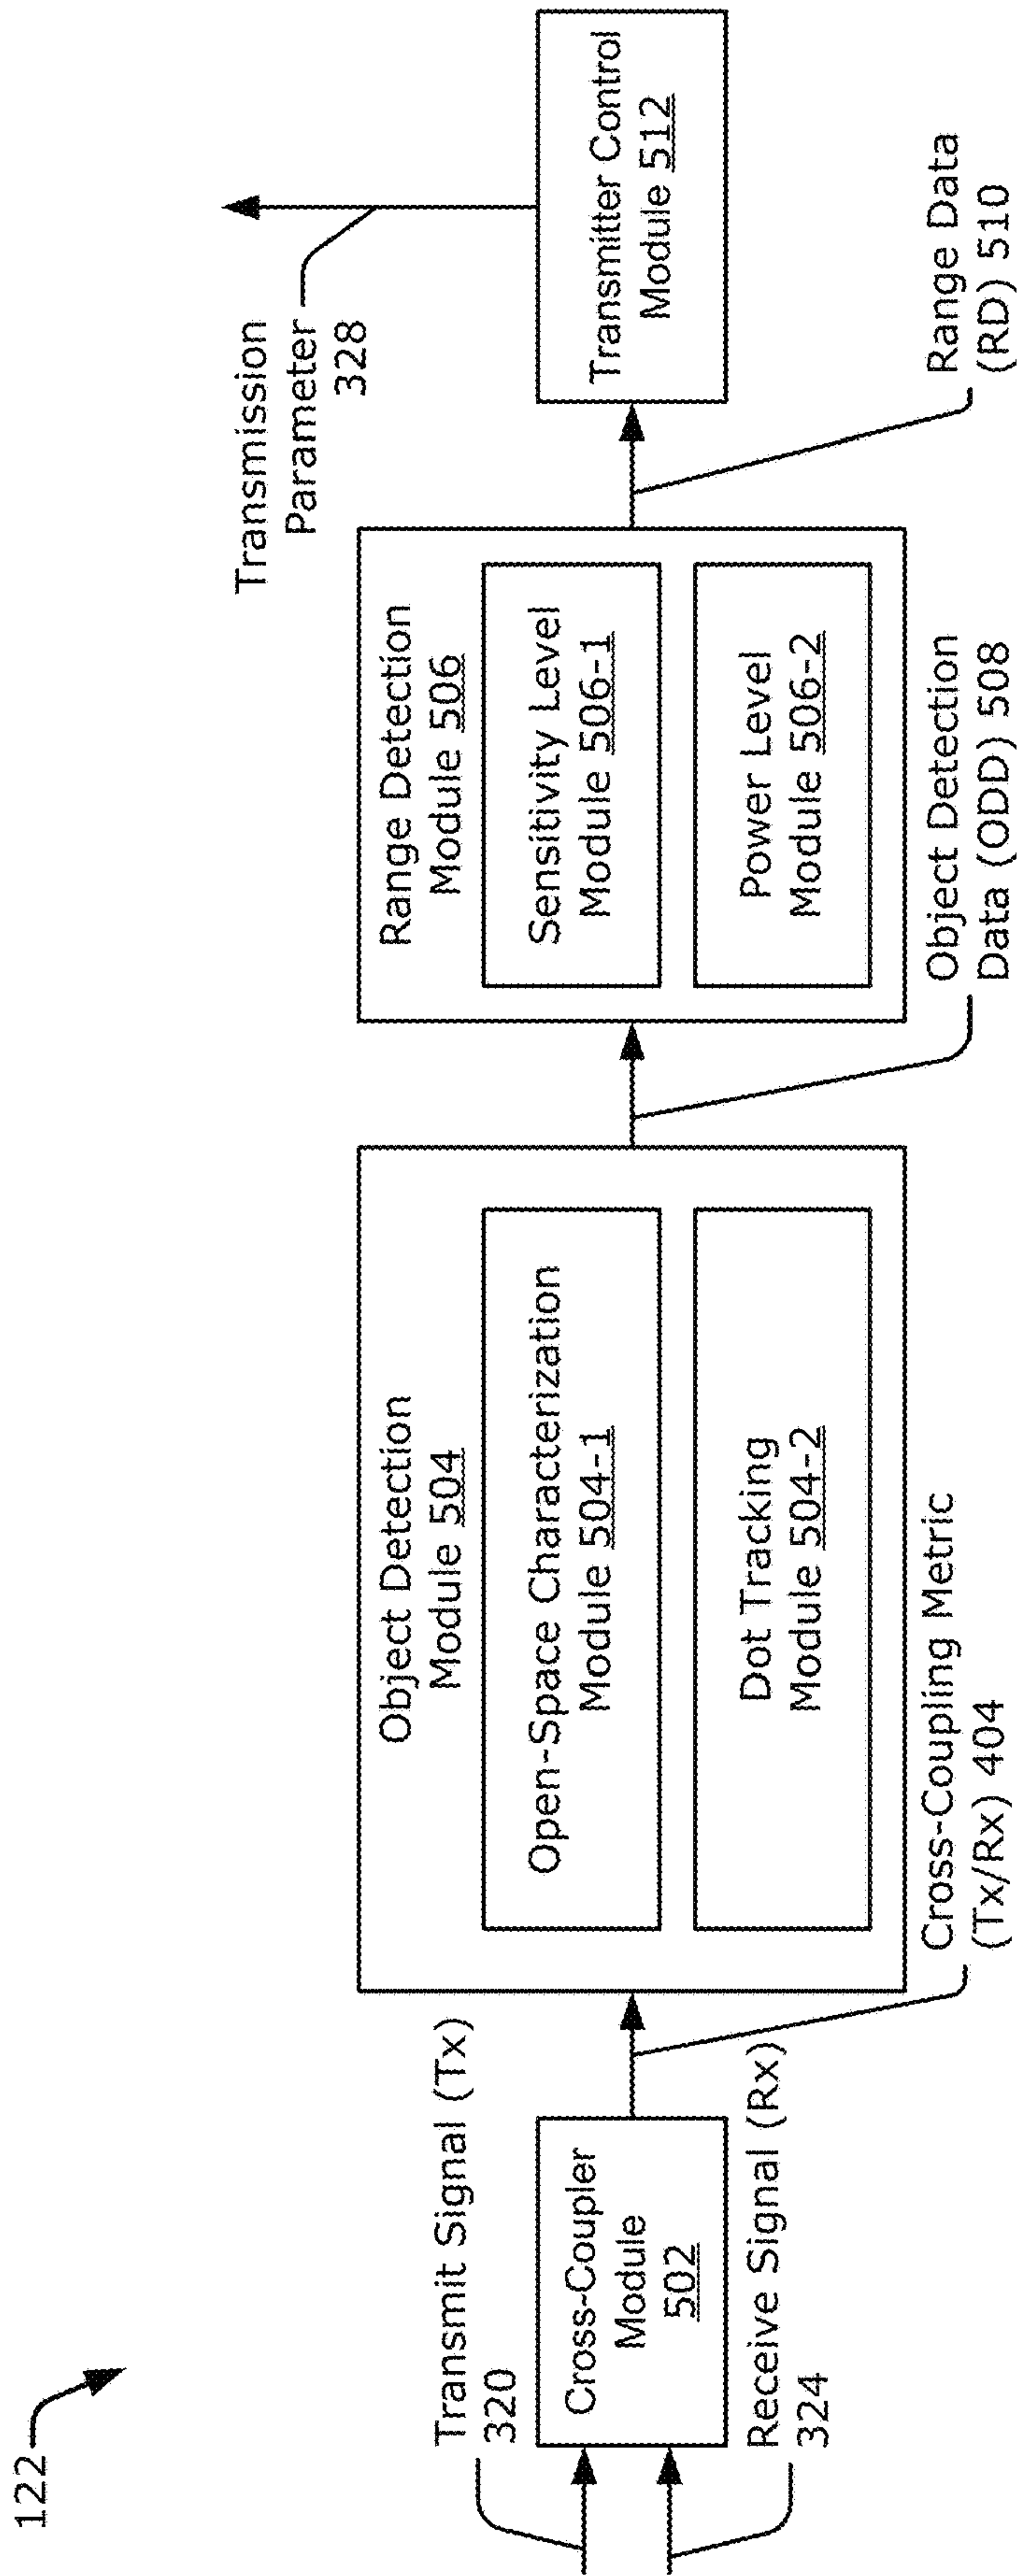 122
Transmit Signal (Tx)
320
Cross-Coupler
Module
502
Receive Signal (Rx)
324
Cross-Coupling Metric
(Tx/Rx) 404
Object Detection
Module 504
Open-Space Characterization
Module 504-1
Dot Tracking
Module 504-2
Object Detection
Data (ODD) 508
Range Detection
Module 506
Sensitivity Level
Module 506-1
Power Level
Module 506-2
Range Data
(RD) 510
Transmitter Control
Module 512
Transmission
Parameter
328